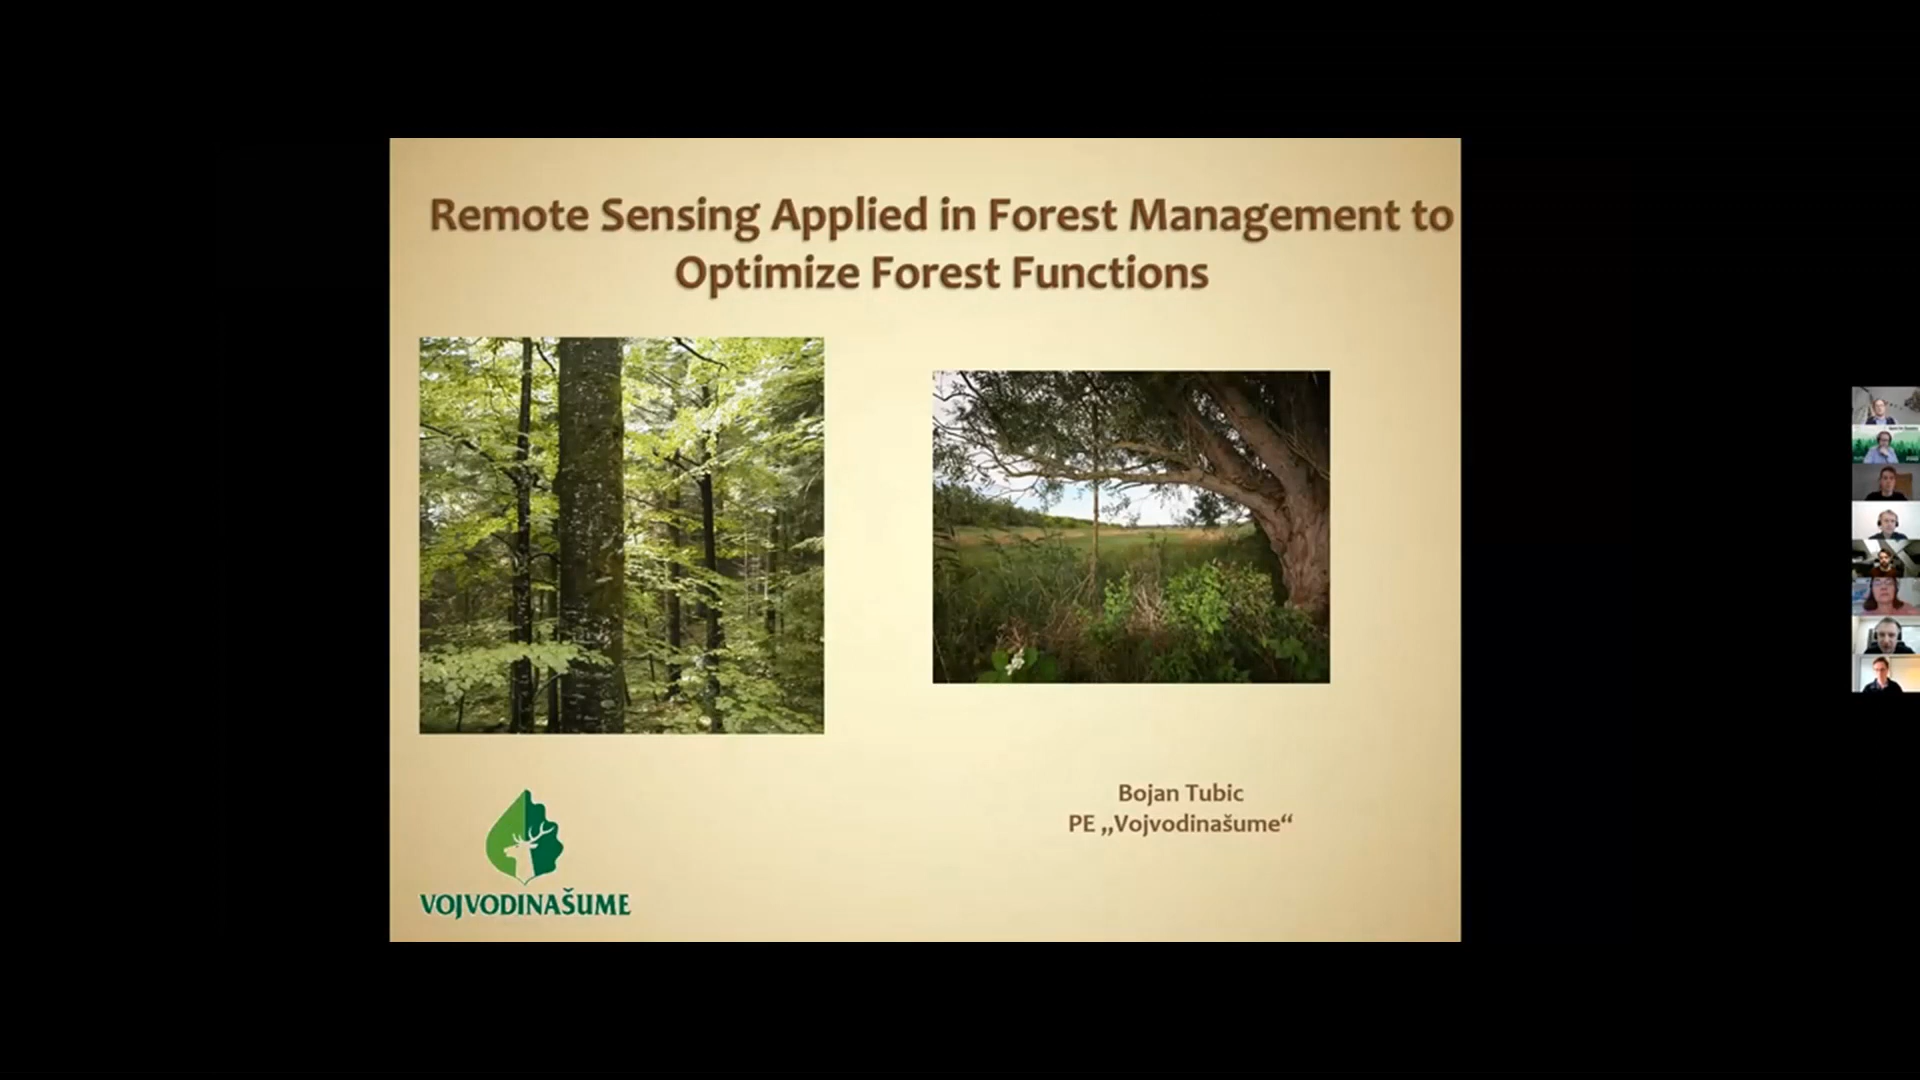 Remote Sensing Applied in Forest Management to
Optimize Forest Functions
Bojan Tubic
PE „Vojvodinašume“
VOJVODINAŠUME